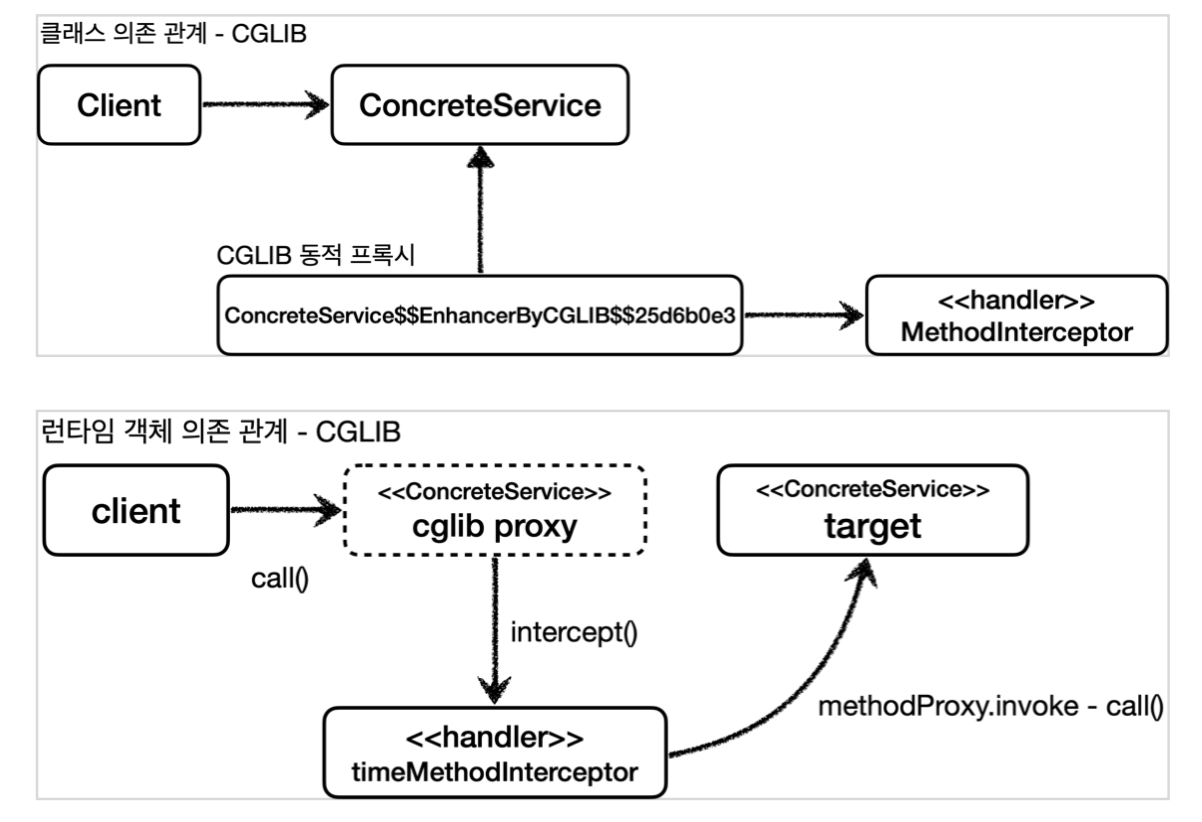 클래스 의존 관계 - CGLIB
Client
ConcreteService
CGLIB 동적 프록시
ConcreteService$$EnhancerByCGLIB$$25d6b0e3
<<handler>>
MethodInterceptor
런타임 객체 의존 관계 - CGLIB
client
<<ConcreteService>>
cglib proxy
<<ConcreteService>>
target
call()
intercept()
methodProxy.invoke - call()
<<handler>>
timeMethodInterceptor